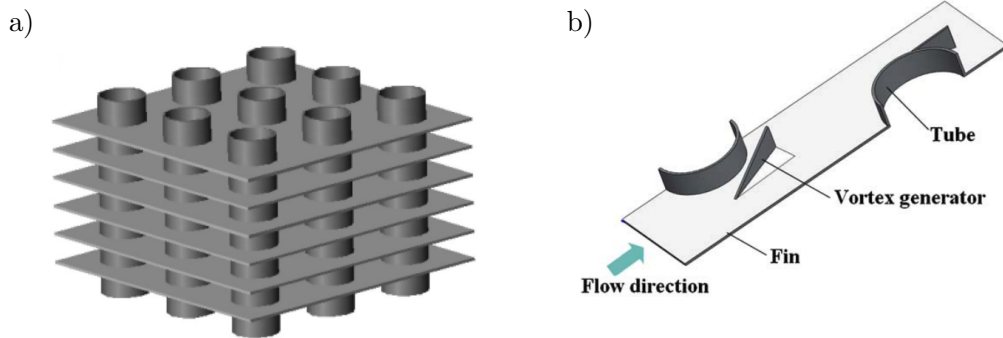 a)
b)
Tube
Vortex generator
Fin
Flow direction